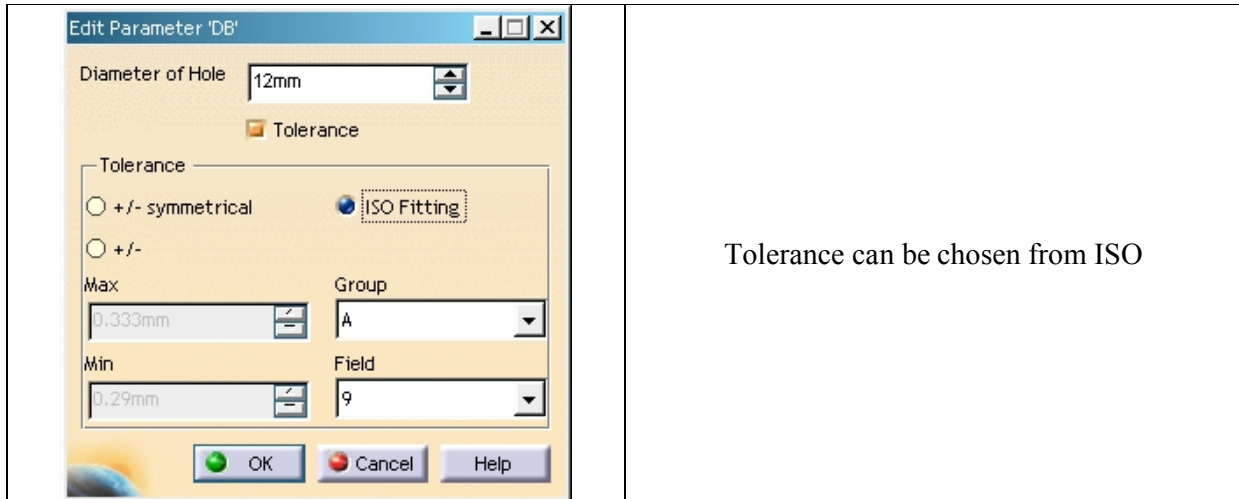 Edit Parameter 'DB'
Diameter of Hole 12mm
Tolerance
Tolerance
+/- symmetrical ISO Fitting
+/-
Max Group
0.333mm A
Min Field
0.29mm 9
OK Cancel Help
Tolerance can be chosen from ISO